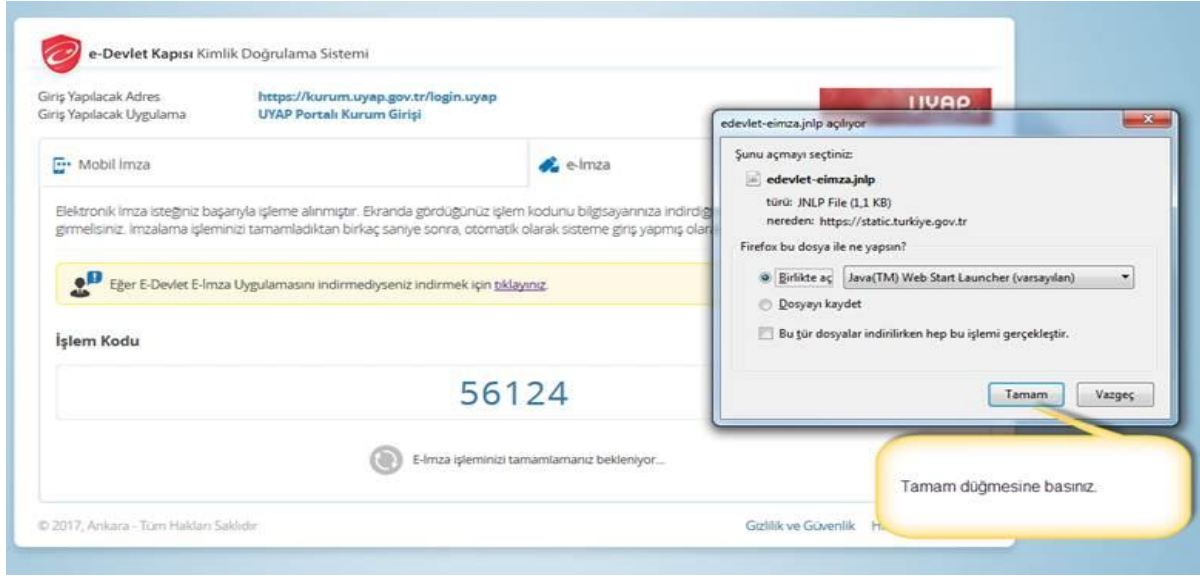 e-Devlet Kapısı Kimlik Doğrulama Sistemi
Giriş Yapılacak Adres https://kurum.uyap.gov.tr/login.uyap
Giriş Yapılacak Uygulama UYAP Portalı Kurum Girişi
UYAP
Mobil İmza
e-İmza
Elektronik imza isteğiniz başarıyla işleme alınmıştır. Ekranda gördüğünüz işlem kodunu bilgisayarınıza
girmelisiniz. İmzalama işleminizi tamamladıktan birkaç saniye sonra, otomatik olarak sisteme giriş yapmış
Eğer E-Devlet E-İmza Uygulamasını indirmediyseniz indirmek için tıklayınız.
İşlem Kodu
56124
E-İmza işleminizi tamamlamanız bekleniyor...
© 2017, Ankara - Tüm Hakları Saklıdır
Gizlilik ve Güvenlik
edevlet-eimza.jnlp açılıyor
Şunu açmayı seçtiniz:
edevlet-eimza.jnlp
türü: JNLP File (1,1 KB)
nereden: https://static.turkiye.gov.tr
Firefox bu dosya ile ne yapsın?
Birlikte aç Java(TM) Web Start Launcher (varsayılan)
Dosyayı kaydet
Bu tür dosyalar indirilirken hep bu işlemi gerçekleştir.
Tamam Vazgeç
Tamam düğmesine basınız.